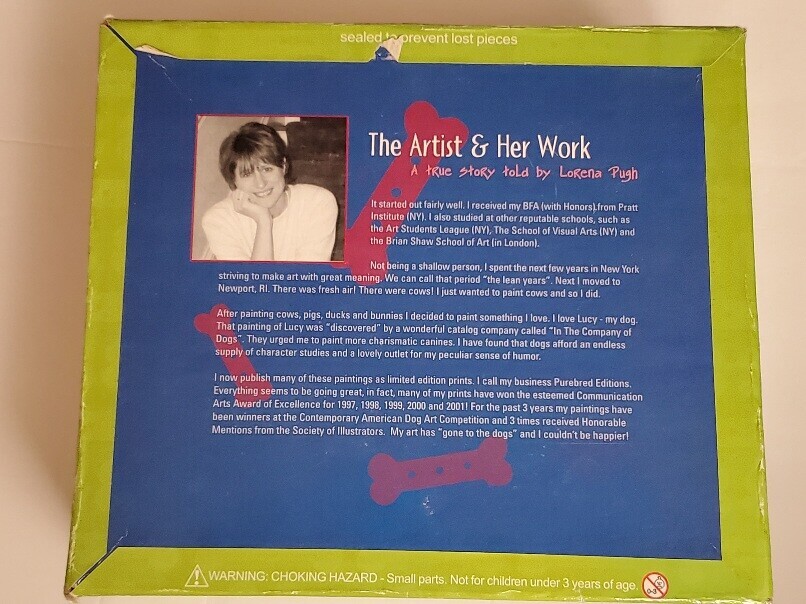 sealed to prevent lost pieces
The Artist & Her Work
A true story told by Lorena Pugh
It started out fairly well. I received my BFA (with Honors),from Pratt
Institute (NY). I also studied at other reputable schools, such as
the Art Students League (NY), The School of Visual Arts (NY) and
the Brian Shaw School of Art (in London).
Not being a shallow person, I spent the next few years in New York
striving to make art with great meaning. We can call that period "the lean years". Next I moved to
Newport, RI. There was fresh air! There were cows! I just wanted to paint cows and so I did.
After painting cows, pigs, ducks and bunnies I decided to paint something I love. I love Lucy - my dog.
That painting of Lucy was "discovered" by a wonderful catalog company called "In The Company of
Dogs". They urged me to paint more charismatic canines. I have found that dogs afford an endless
supply of character studies and a lovely outlet for my peculiar sense of humor.
I now publish many of these paintings as limited edition prints. I call my business Purebred Editions.
Everything seems to be going great, in fact, many of my prints have won the esteemed Communication
Arts Award of Excellence for 1997, 1998, 1999, 2000 and 2001! For the past 3 years my paintings have
been winners at the Contemporary American Dog Art Competition and 3 times received Honorable
Mentions from the Society of Illustrators. My art has "gone to the dogs" and I couldn't be happier!
WARNING: CHOKING HAZARD - Small parts. Not for children under 3 years of age. 0-3